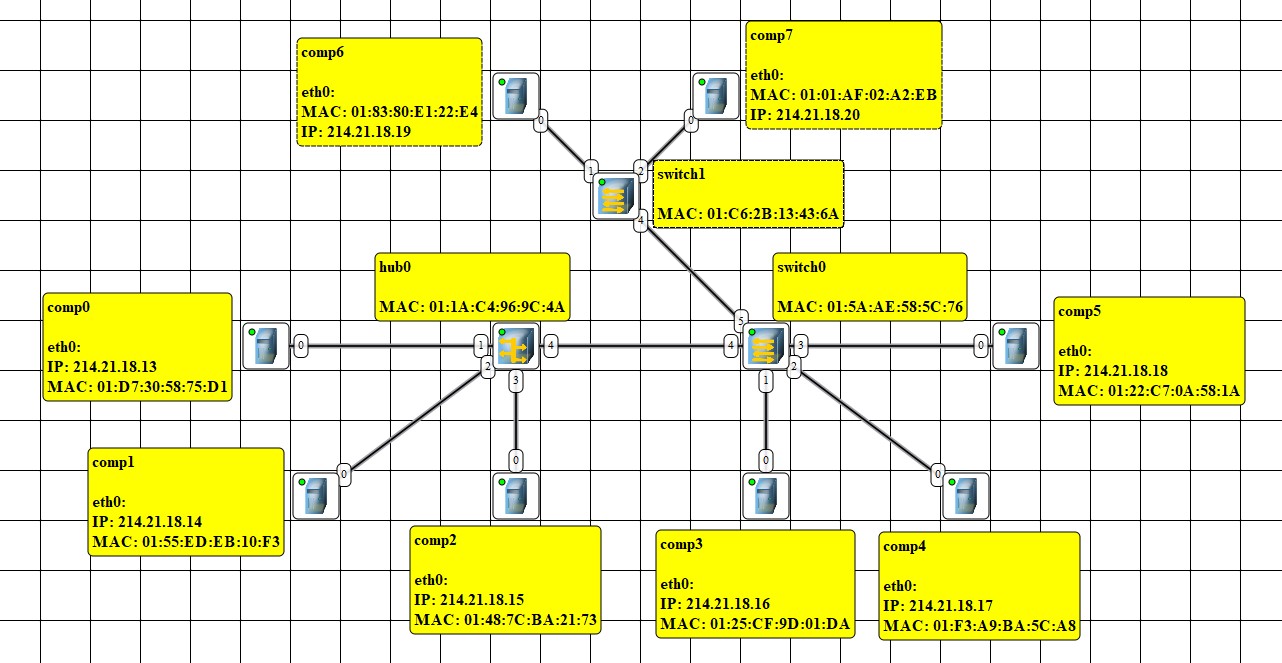 comp6
eth0:
MAC: 01:83:80:E1:22:E4
IP: 214.21.18.19
comp7
eth0:
MAC: 01:01:AF:02:A2:EB
IP: 214.21.18.20
0
0
1
2
switch1
MAC: 01:C6:2B:13:43:6A
4
hub0
MAC: 01:1A:C4:96:9C:4A
switch0
MAC: 01:5A:AE:58:5C:76
5
comp0
eth0:
IP: 214.21.18.13
MAC: 01:D7:30:58:75:D1
0
1
4
2
3
4
3
1
2
0
comp5
eth0:
IP: 214.21.18.18
MAC: 01:22:C7:0A:58:1A
comp1
eth0:
IP: 214.21.18.14
MAC: 01:55:ED:EB:10:F3
0
0
0
0
comp2
eth0:
IP: 214.21.18.15
MAC: 01:48:7C:BA:21:73
comp3
eth0:
IP: 214.21.18.16
MAC: 01:25:CF:9D:01:DA
comp4
eth0:
IP: 214.21.18.17
MAC: 01:F3:A9:BA:5C:A8